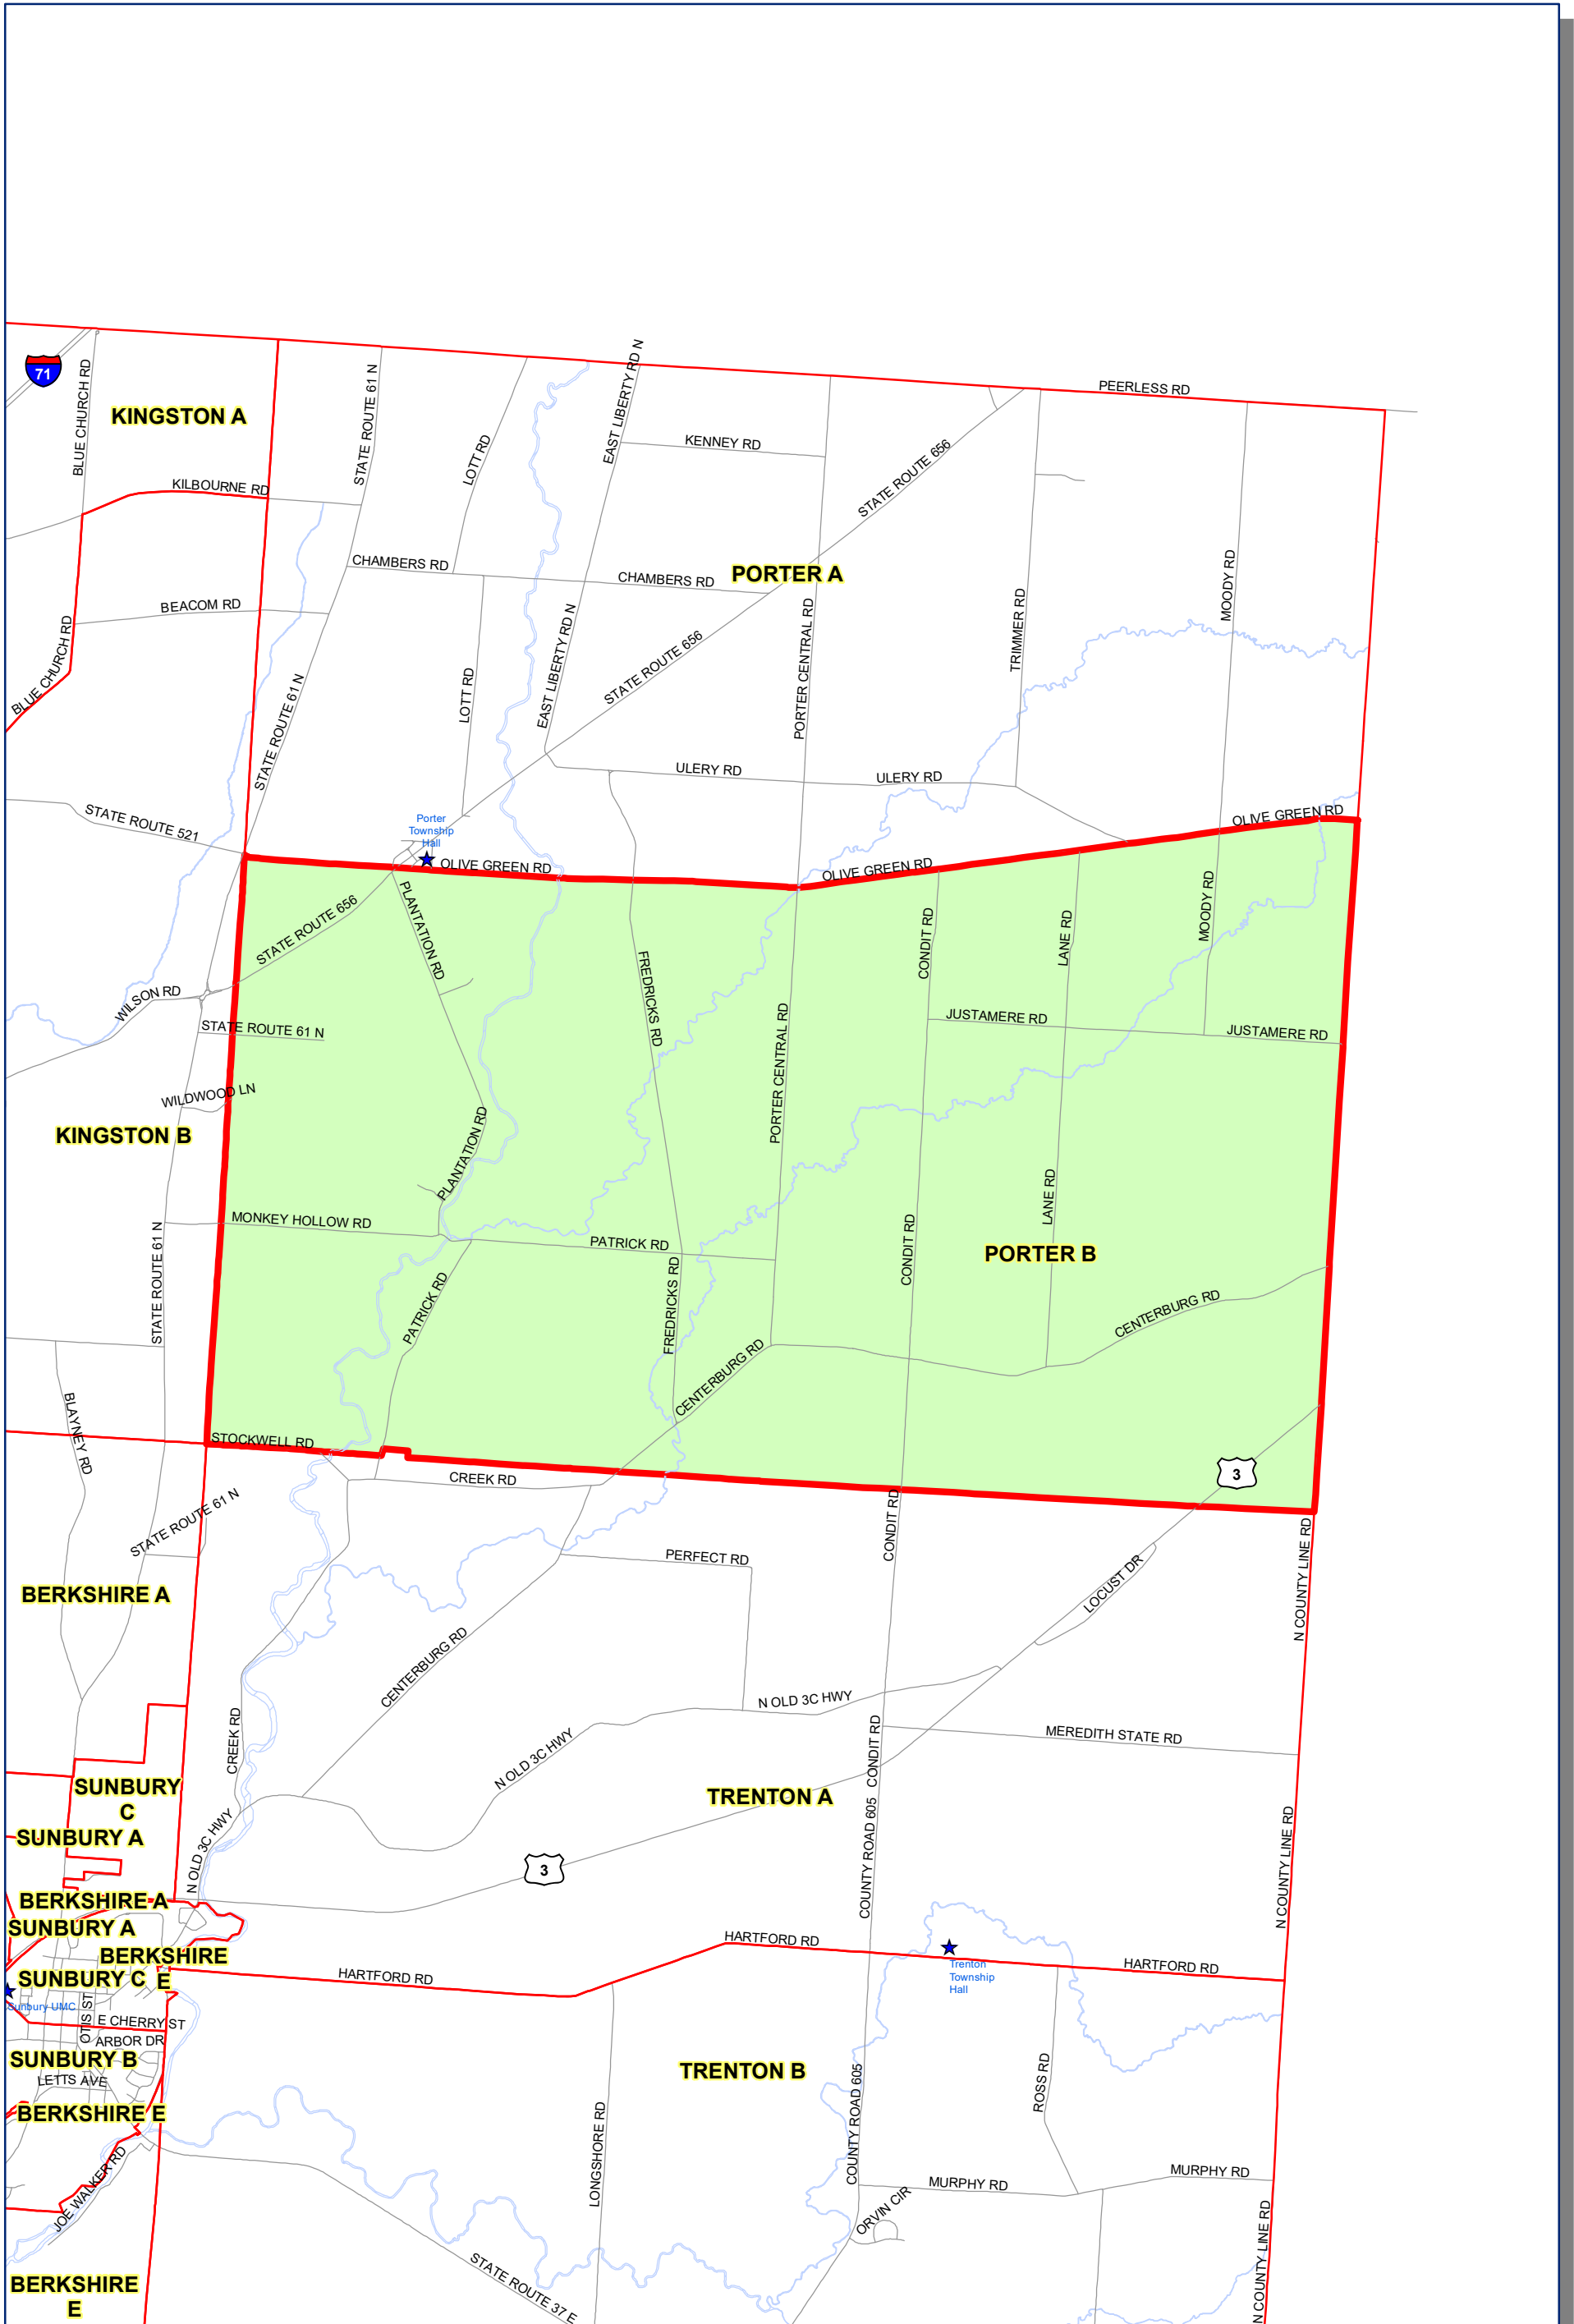 71
BLUE CHURCH RD
KINGSTON A
STATE ROUTE 61 N
LOTT RD
EAST LIBERTY RD N
KENNEY RD
PEERLESS RD
STATE ROUTE 656
KILBOURNE RD
CHAMBERS RD
CHAMBERS RD
PORTER A
MOODY RD
BEACOM RD
BLUE CHURCH RD
TRIMMER RD
PORTER CENTRAL RD
EAST LIBERTY RD N
STATE ROUTE 656
LOTT RD
STATE ROUTE 61 N
ULERY RD
ULERY RD
STATE ROUTE 521
Porter
Township
Hall
OLIVE GREEN RD
OLIVE GREEN RD
OLIVE GREEN RD
PLANTATION RD
STATE ROUTE 656
CONDIT RD
LANE RD
MOODY RD
FREDRICKS RD
WILSON RD
STATE ROUTE 61 N
PORTER CENTRAL RD
JUSTAMERE RD
JUSTAMERE RD
WILDWOOD LN
KINGSTON B
PLANTATION RD
LANE RD
MONKEY HOLLOW RD
PATRICK RD
CONDIT RD
PORTER B
STATE ROUTE 61 N
PATRICK RD
FREDRICKS RD
CENTERBURG RD
CENTERBURG RD
BLAYNEY RD
STOCKWELL RD
3
CREEK RD
STATE ROUTE 61 N
CONDIT RD
PERFECT RD
N COUNTY LINE RD
LOCUST DR
BERKSHIRE A
CENTERBURG RD
N OLD 3C HWY
CREEK RD
N OLD 3C HWY
CONDIT RD
MEREDITH STATE RD
SUNBURY
C
TRENTON A
SUNBURY A
N OLD 3C HWY
3
COUNTY ROAD 605
N COUNTY LINE RD
BERKSHIRE A
SUNBURY A
BERKSHIRE
E
SUNBURY C
HARTFORD RD
HARTFORD RD
HARTFORD RD
Trenton
Township
Hall
Sunbury UMC
OTIS ST
E CHERRY ST
ARBOR DR
SUNBURY B
LETTS AVE
TRENTON B
BERKSHIRE E
LONGSHORE RD
COUNTY ROAD 605
ROSS RD
JOE WALKER RD
MURPHY RD
MURPHY RD
ORVIN CIR
N COUNTY LINE RD
STATE ROUTE 37 E
BERKSHIRE
E